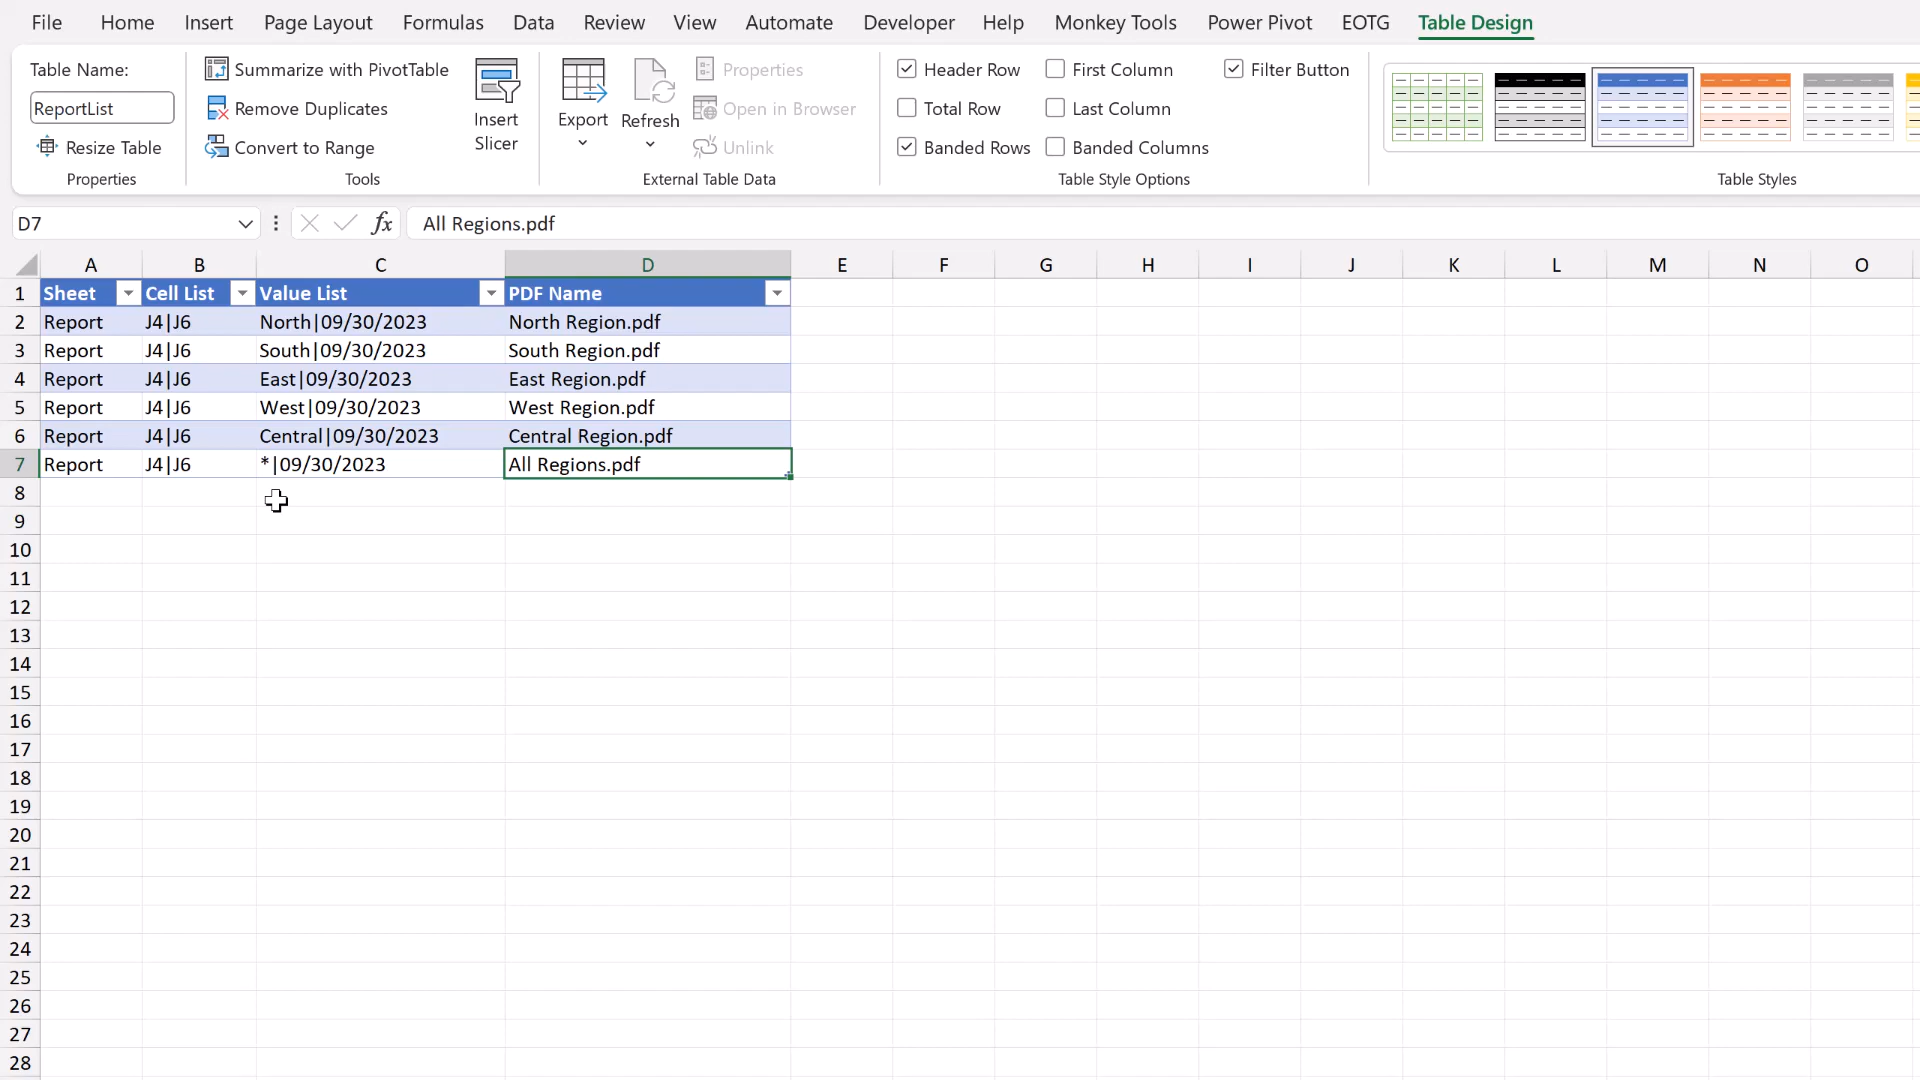 File Home Insert Page Layout Formulas Data Review View Automate Developer Help Monkey Tools Power Pivot EOTG Table Design
Table Name:
ReportList
Resize Table
Properties
Summarize with PivotTable
Remove Duplicates
Convert to Range
Tools
Insert
Slicer
Export
Refresh
Properties
Open in Browser
Unlink
External Table Data
Header Row First Column Filter Button
Total Row Last Column
Banded Rows Banded Columns
Table Style Options
Table Styles
D7 fx All Regions.pdf
A B C D E F G H I J K L M N O
1 Sheet Cell List Value List PDF Name
2 Report J4|J6 North|09/30/2023 North Region.pdf
3 Report J4|J6 South|09/30/2023 South Region.pdf
4 Report J4|J6 East|09/30/2023 East Region.pdf
5 Report J4|J6 West|09/30/2023 West Region.pdf
6 Report J4|J6 Central|09/30/2023 Central Region.pdf
7 Report J4|J6 *|09/30/2023 All Regions.pdf
8
9
10
11
12
13
14
15
16
17
18
19
20
21
22
23
24
25
26
27
28